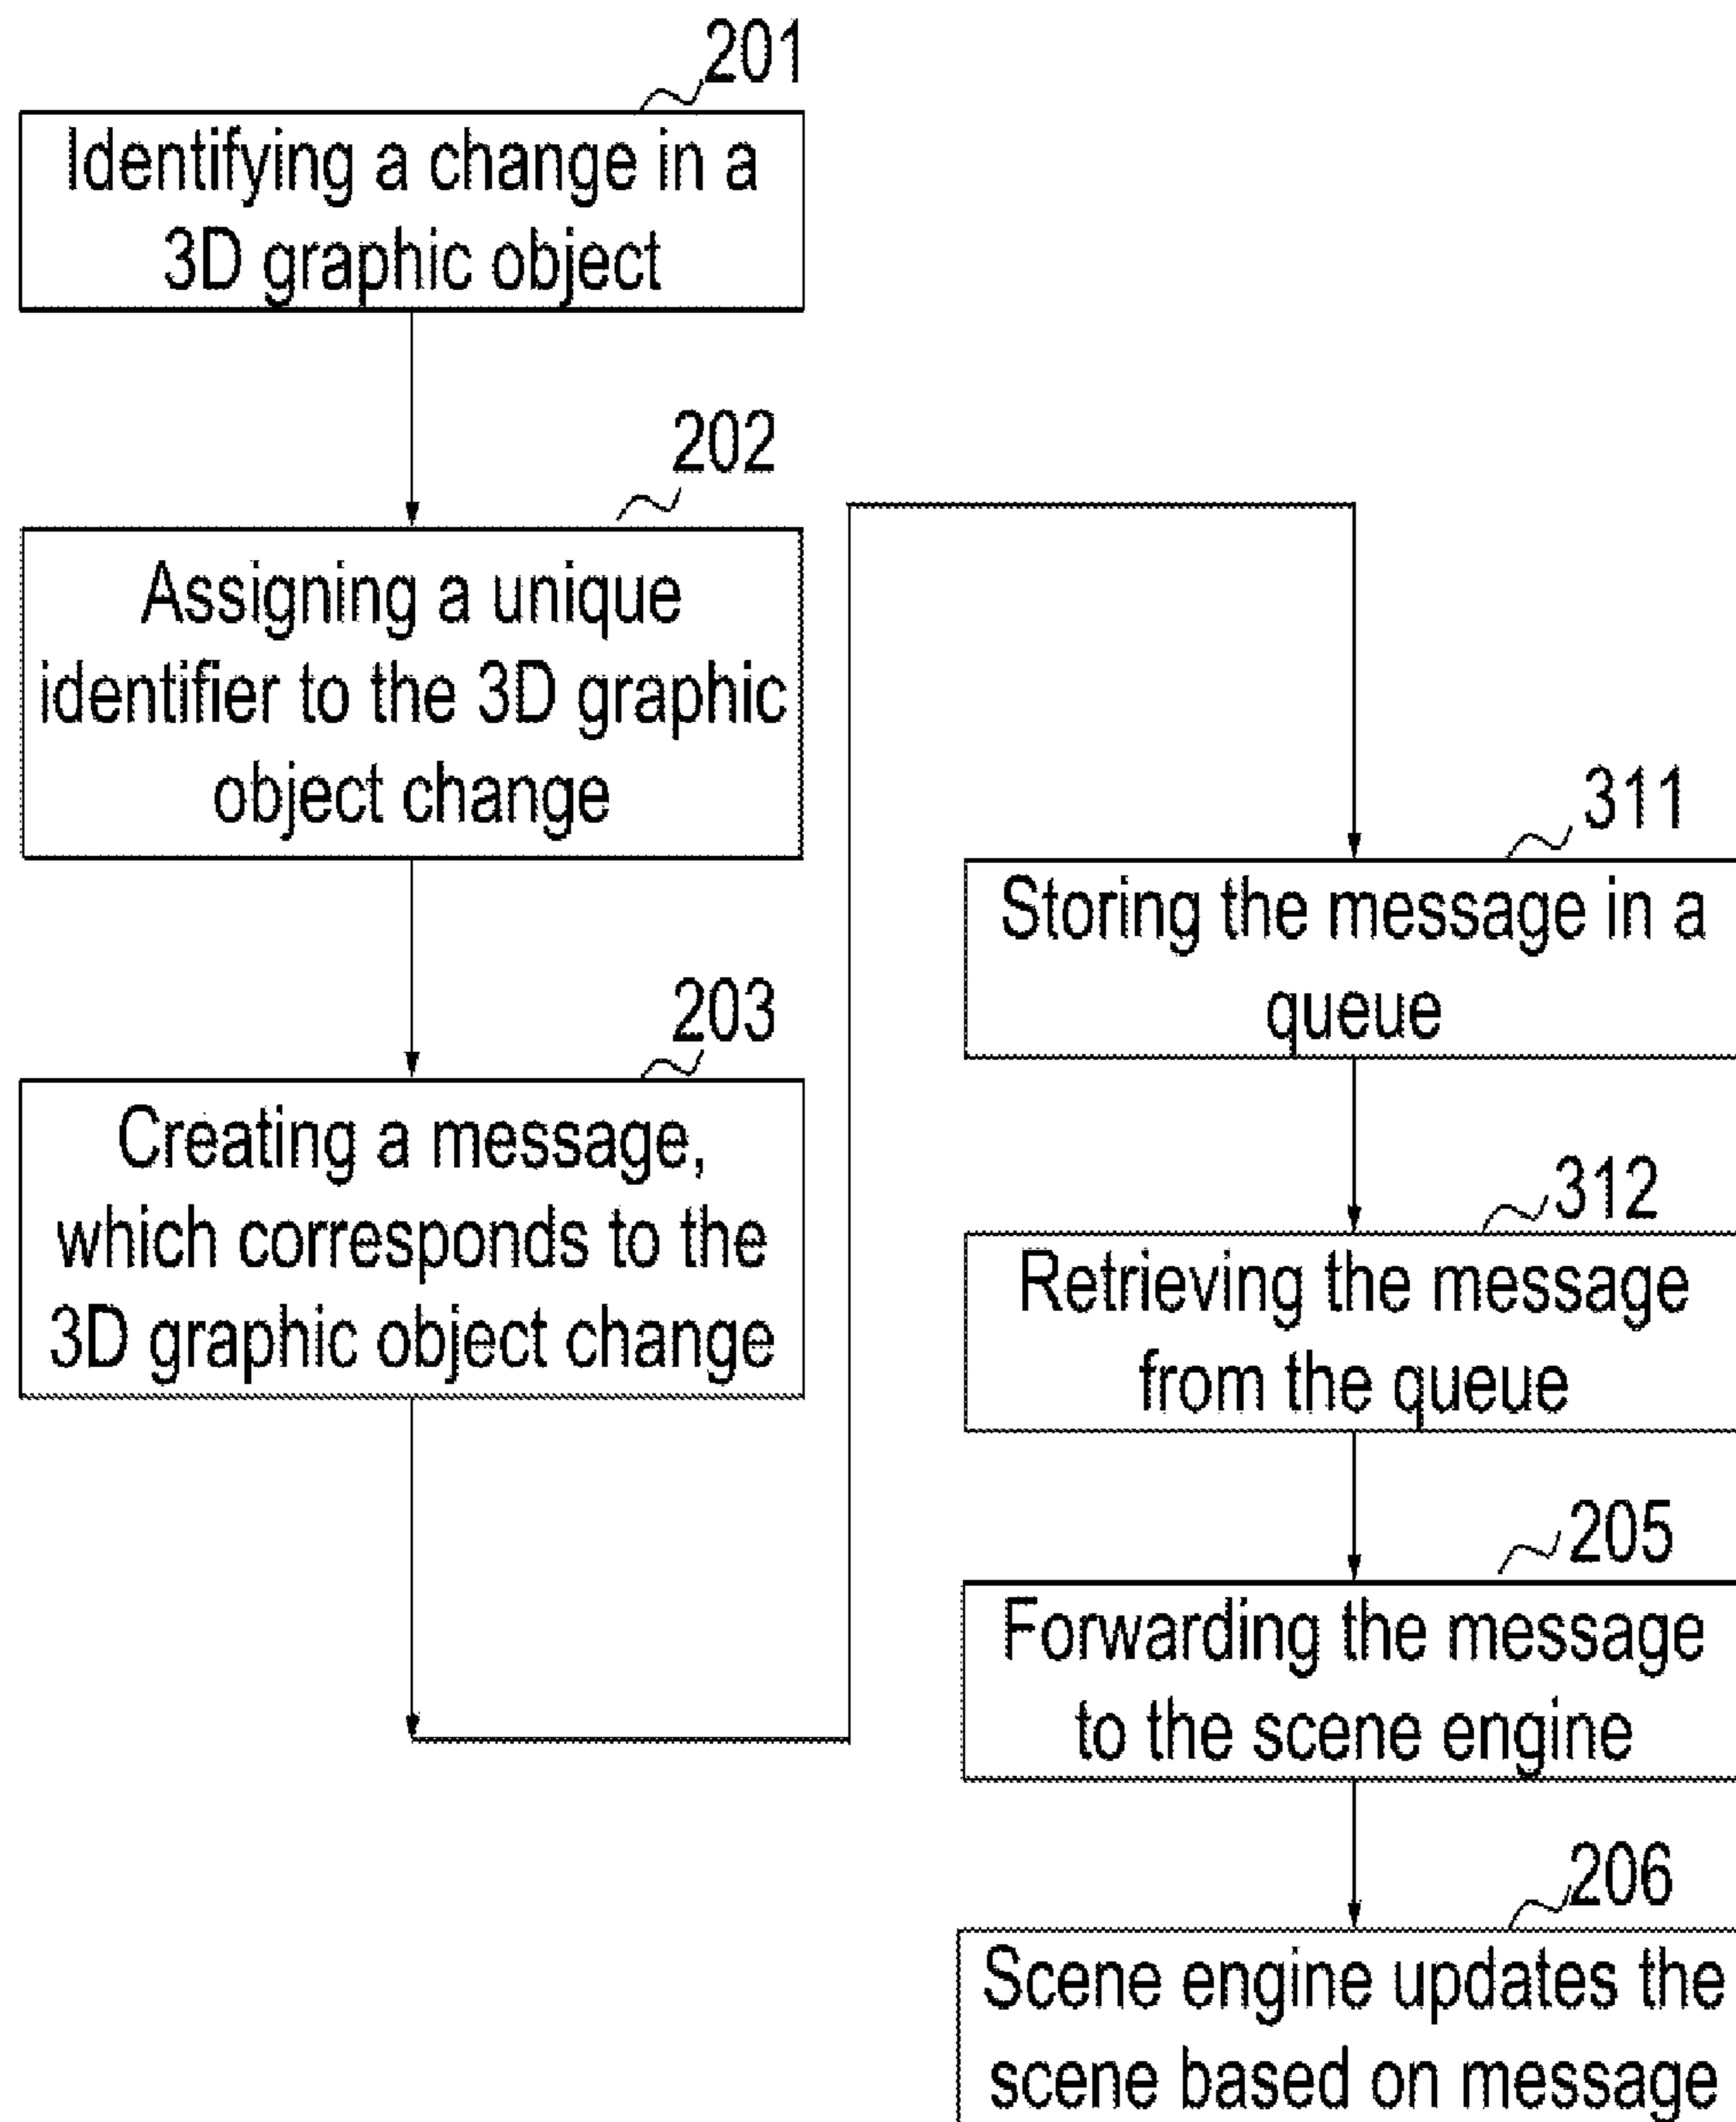 201
Identifying a change in a
3D graphic object
202
Assigning a unique
identifier to the 3D graphic
object change
203
Creating a message,
which corresponds to the
3D graphic object change
311
Storing the message in a
queue
312
Retrieving the message
from the queue
205
Forwarding the message
to the scene engine
206
Scene engine updates the
scene based on message